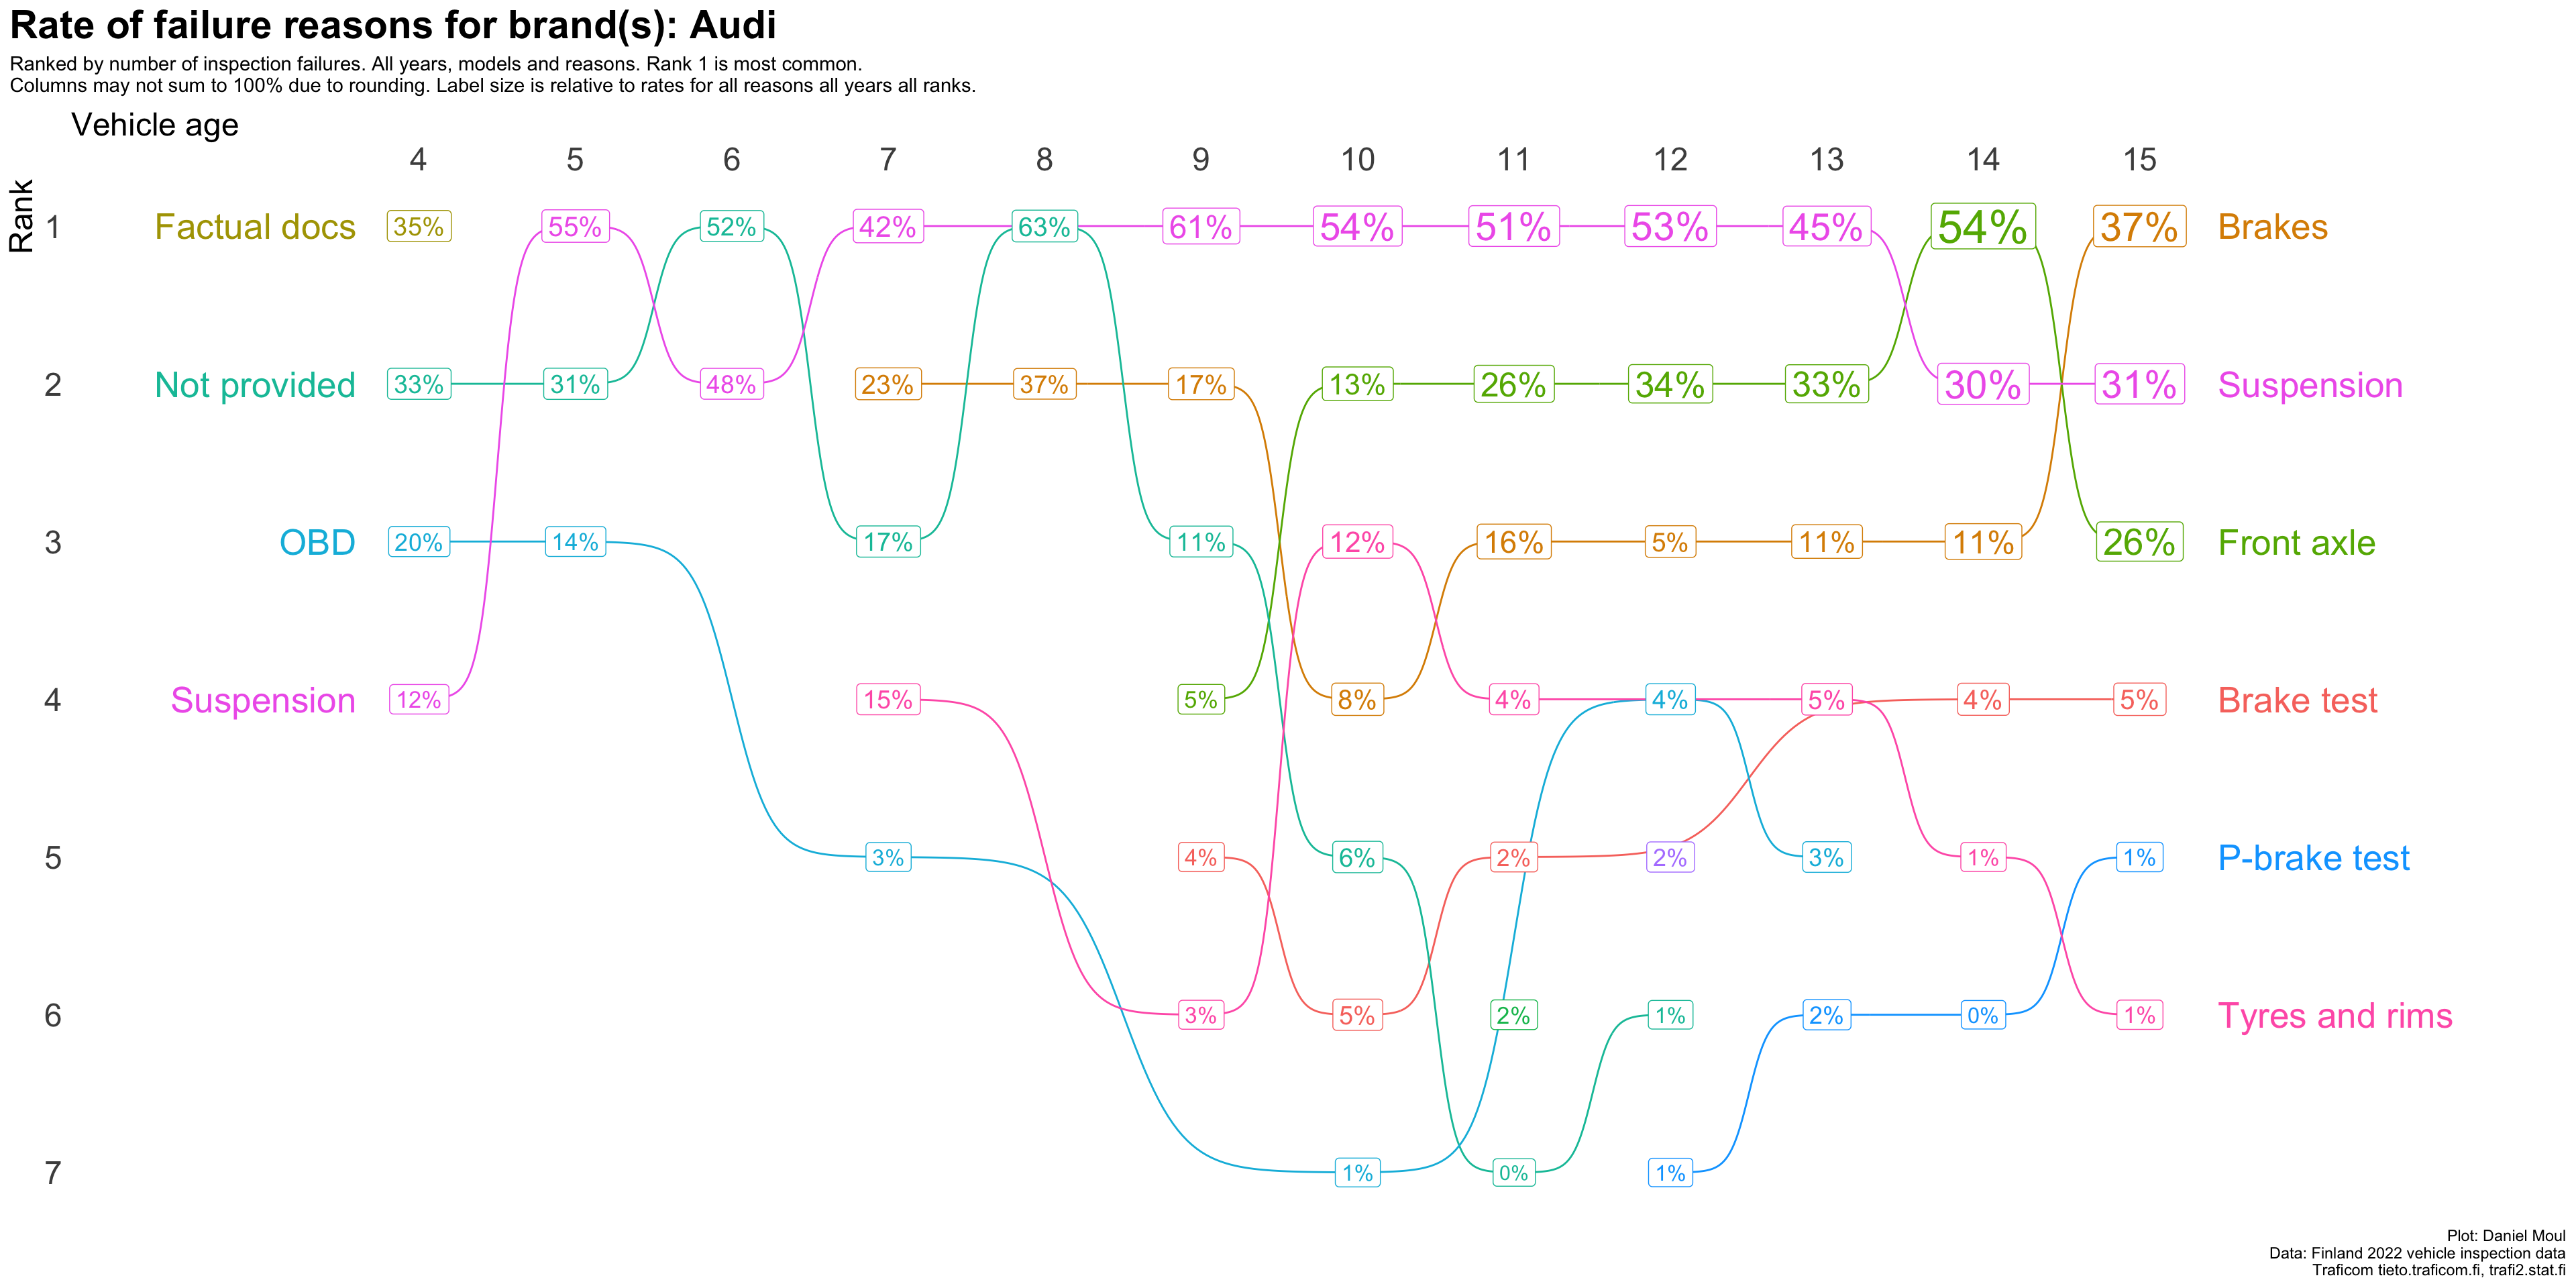 Rate of failure reasons for brand(s): Audi
Ranked by number of inspection failures. All years, models and reasons. Rank 1 is most common.
Columns may not sum to 100% due to rounding. Label size is relative to rates for all reasons all years all ranks.
Vehicle age
4 5 6 7 8 9 10 11 12 13 14 15
Rank
1 Factual docs 35% 55% 52% 42% 63% 61% 54% 51% 53% 45% 54% 37% Brakes
2 Not provided 33% 31% 48% 23% 37% 17% 13% 26% 34% 33% 30% 31% Suspension
3 OBD 20% 14% 17% 11% 12% 16% 5% 11% 11% 26% Front axle
4 Suspension 12% 15% 5% 8% 4% 4% 5% 4% 5% Brake test
5 3% 4% 6% 2% 2% 3% 1% 1% P-brake test
6 3% 5% 2% 1% 2% 0% 1% Tyres and rims
7 1% 0% 1%
Plot: Daniel Moul
Data: Finland 2022 vehicle inspection data
Traficom tieto.traficom.fi, trafi2.stat.fi